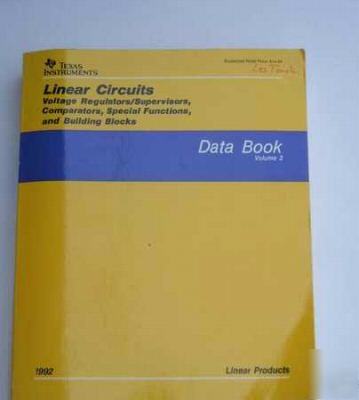 TEXAS
INSTRUMENTS
Linear Circuits
Voltage Regulators/Supervisors,
Comparators, Special Functions,
and Building Blocks
Data Book
Volume 3
1992
Linear Products